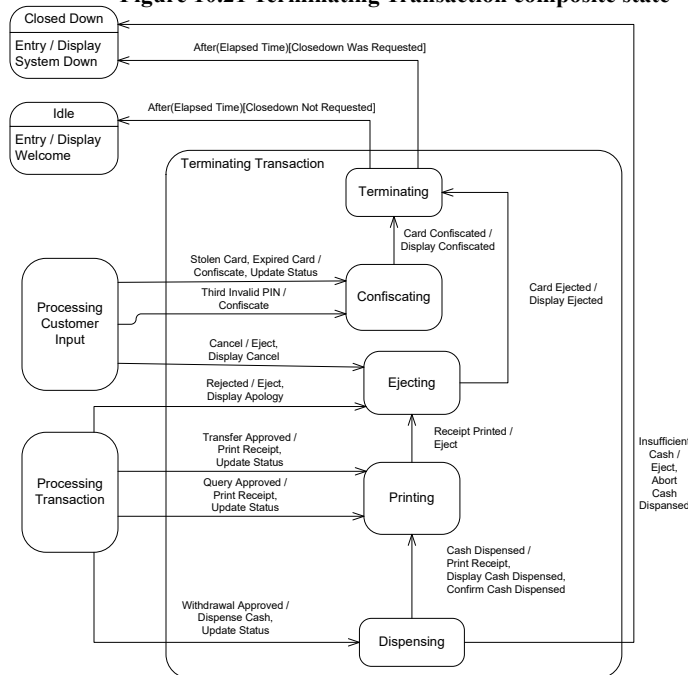 Figure 10.21 Terminating Transaction composite state
Closed Down
Entry / Display
System Down
After(Elapsed Time)[Closedown Was Requested]
Idle
Entry / Display
Welcome
After(Elapsed Time)[Closedown Not Requested]
Terminating Transaction
Terminating
Card Confiscated /
Display Confiscated
Stolen Card, Expired Card /
Confiscate, Update Status
Confiscating
Third Invalid PIN /
Confiscate
Processing
Customer
Input
Card Ejected /
Display Ejected
Cancel / Eject,
Display Cancel
Ejecting
Rejected / Eject,
Display Apology
Receipt Printed /
Eject
Insufficient
Cash /
Eject,
Abort
Cash
Dispansed
Transfer Approved /
Print Receipt,
Update Status
Processing
Transaction
Query Approved /
Print Receipt,
Update Status
Printing
Cash Dispensed /
Print Receipt,
Display Cash Dispensed,
Confirm Cash Dispensed
Withdrawal Approved /
Dispense Cash,
Update Status
Dispensing